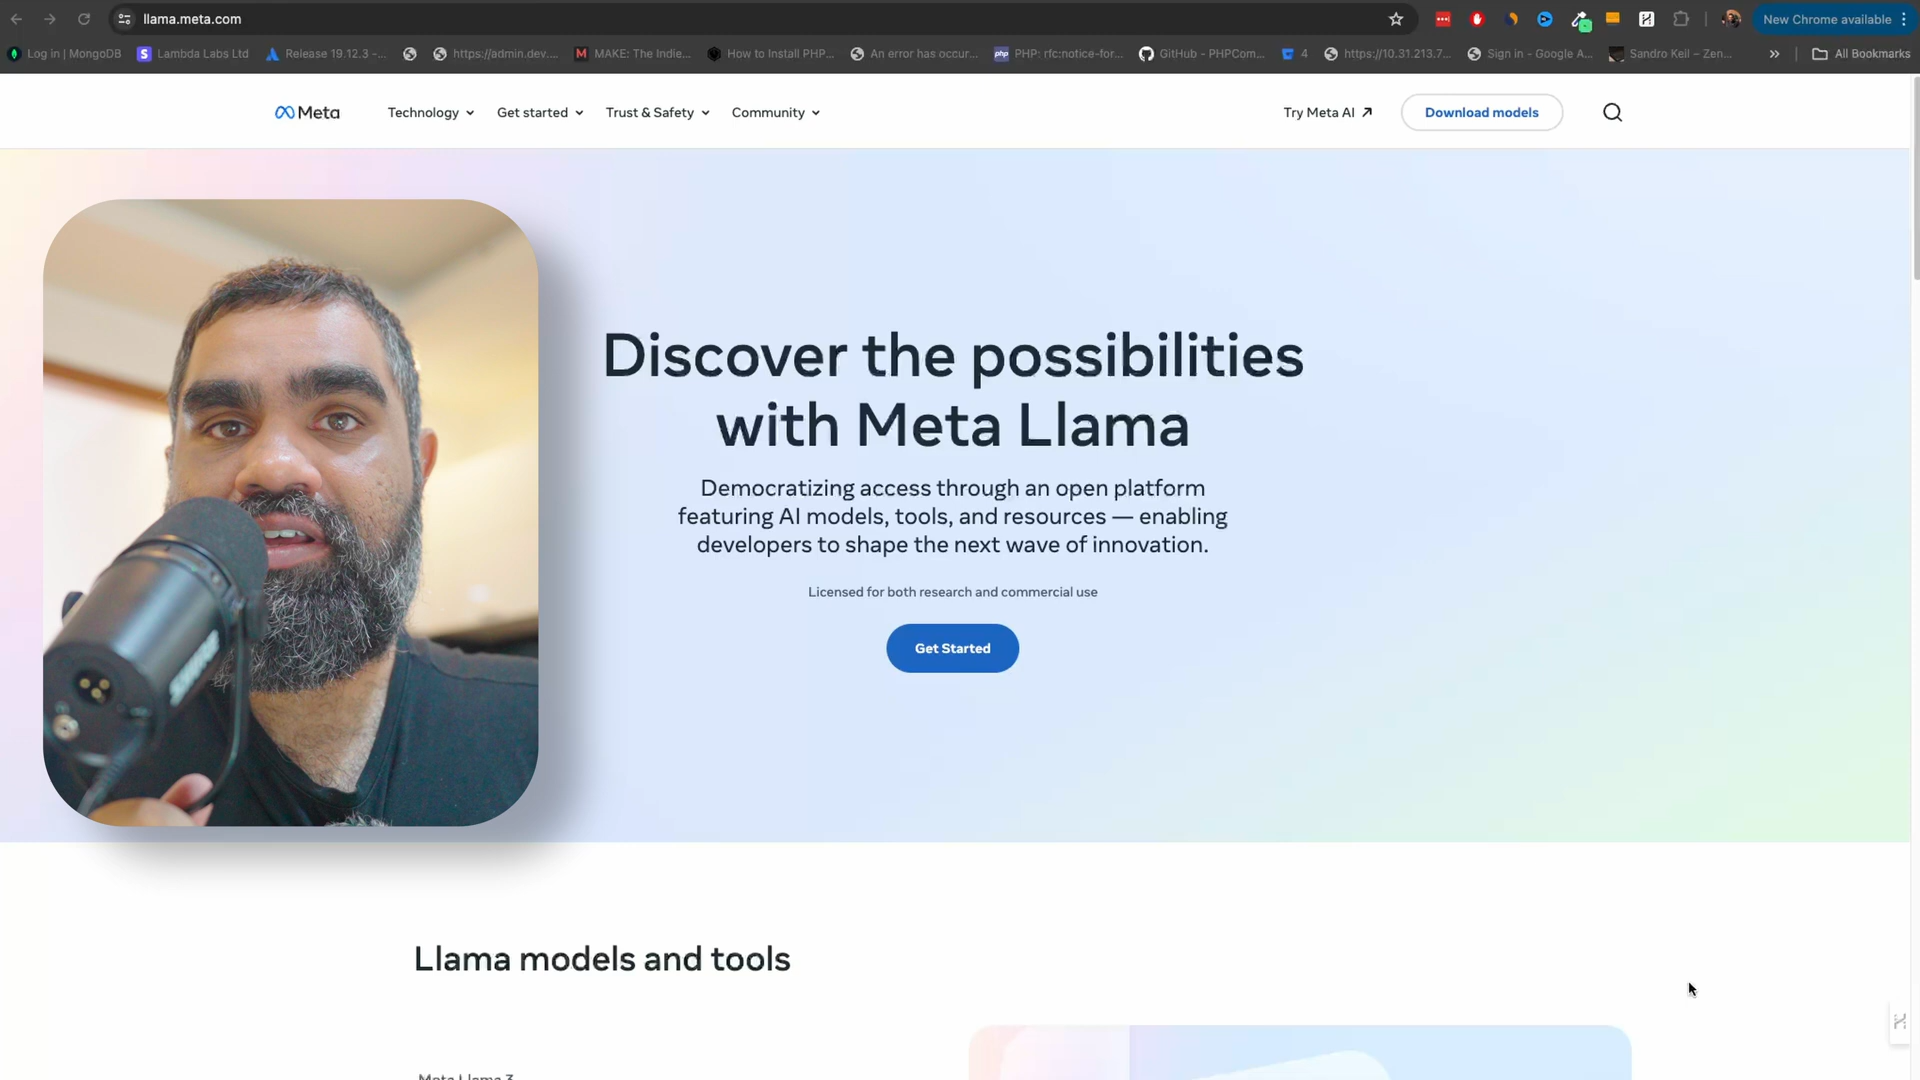 llama.meta.com
New Chrome available
Log in | MongoDB
Lambda Labs Ltd
Release 19.12.3 -...
https://admin.dev....
MAKE: The Indie...
How to Install PHP...
An error has occur...
PHP: rfc:notice-for...
GitHub - PHPCom...
4
https://10.31.213.7...
Sign in - Google A...
Sandro Keil – Zen...
»
All Bookmarks
Meta
Technology
Get started
Trust & Safety
Community
Try Meta AI
Download models
Discover the possibilities
with Meta Llama
Democratizing access through an open platform
featuring AI models, tools, and resources — enabling
developers to shape the next wave of innovation.
Licensed for both research and commercial use
Get Started
SHURE
Llama models and tools
Meta Llama 3